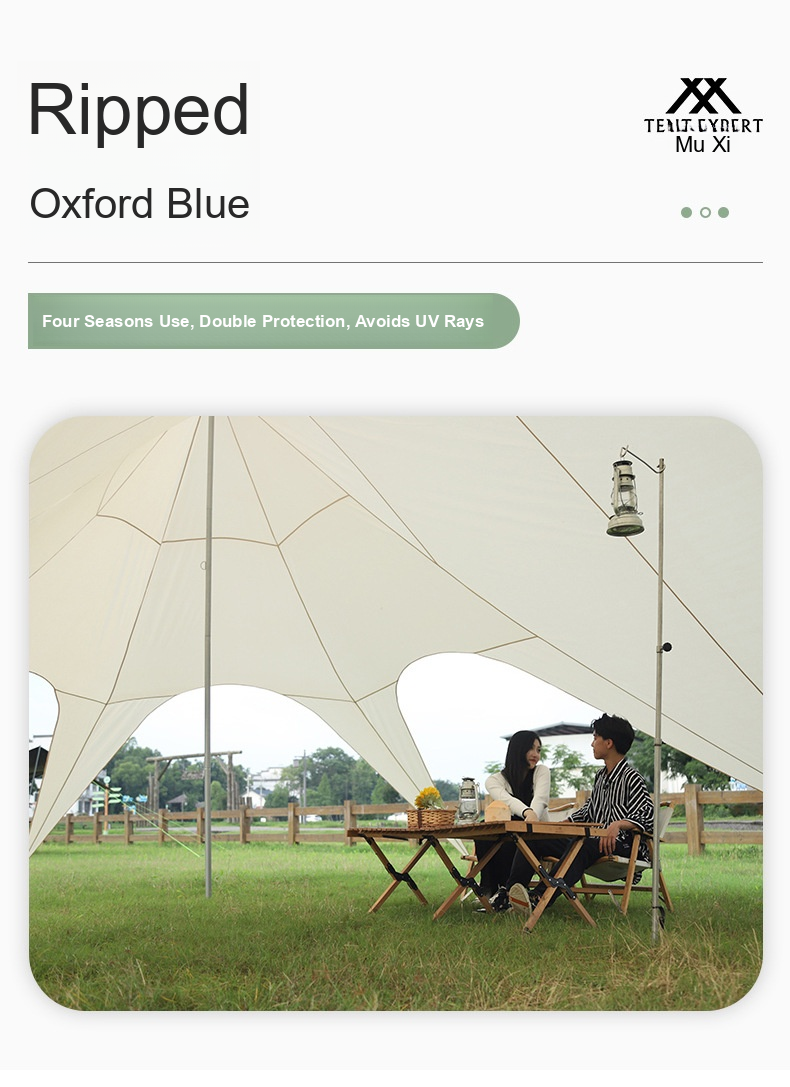 Ripped
Mu Xi
Oxford Blue
Four Seasons Use, Double Protection, Avoids UV Rays